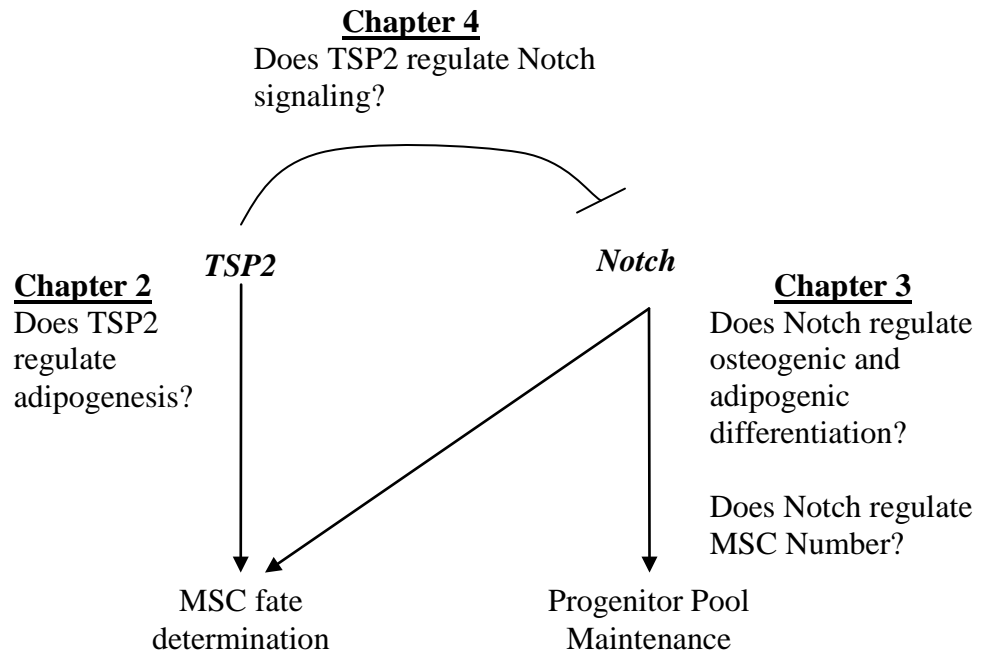 Chapter 4
Does TSP2 regulate Notch
signaling?
TSP2
Notch
Chapter 2
Does TSP2
regulate
adipogenesis?
Chapter 3
Does Notch regulate
osteogenic and
adipogenic
differentiation?
Does Notch regulate
MSC Number?
MSC fate
determination
Progenitor Pool
Maintenance